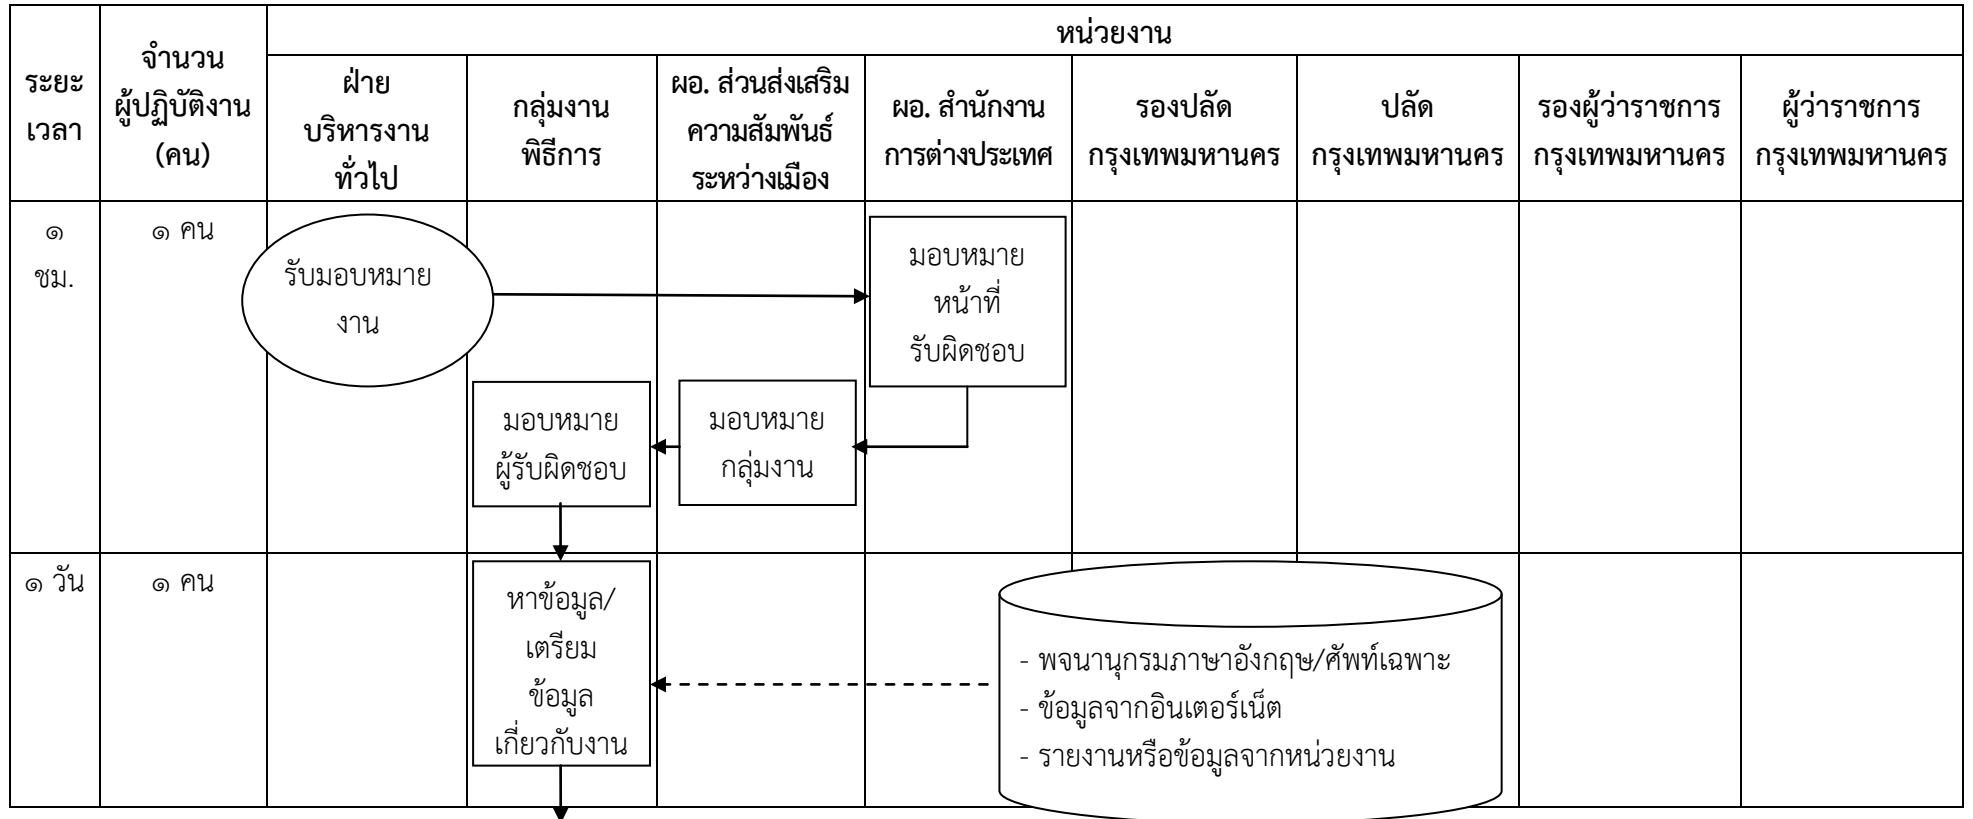 หน่วยงาน
ระยะ
เวลา
จำนวน
ผู้ปฏิบัติงาน
(คน)
ฝ่าย
บริหารงาน
ทั่วไป
กลุ่มงาน
พิธีการ
ผอ. ส่วนส่งเสริม
ความสัมพันธ์
ระหว่างเมือง
ผอ. สำนักงาน
การต่างประเทศ
รองปลัด
กรุงเทพมหานคร
ปลัด
กรุงเทพมหานคร
รองผู้ว่าราชการ
กรุงเทพมหานคร
ผู้ว่าราชการ
กรุงเทพมหานคร
๑
ชม.
๑ คน
รับมอบหมาย
งาน
มอบหมาย
หน้าที่
รับผิดชอบ
มอบหมาย
ผู้รับผิดชอบ
มอบหมาย
กลุ่มงาน
๑ วัน
๑ คน
หาข้อมูล/
เตรียม
ข้อมูล
เกี่ยวกับงาน
- พจนานุกรมภาษาอังกฤษ/ศัพท์เฉพาะ
- ข้อมูลจากอินเตอร์เน็ต
- รายงานหรือข้อมูลจากหน่วยงาน